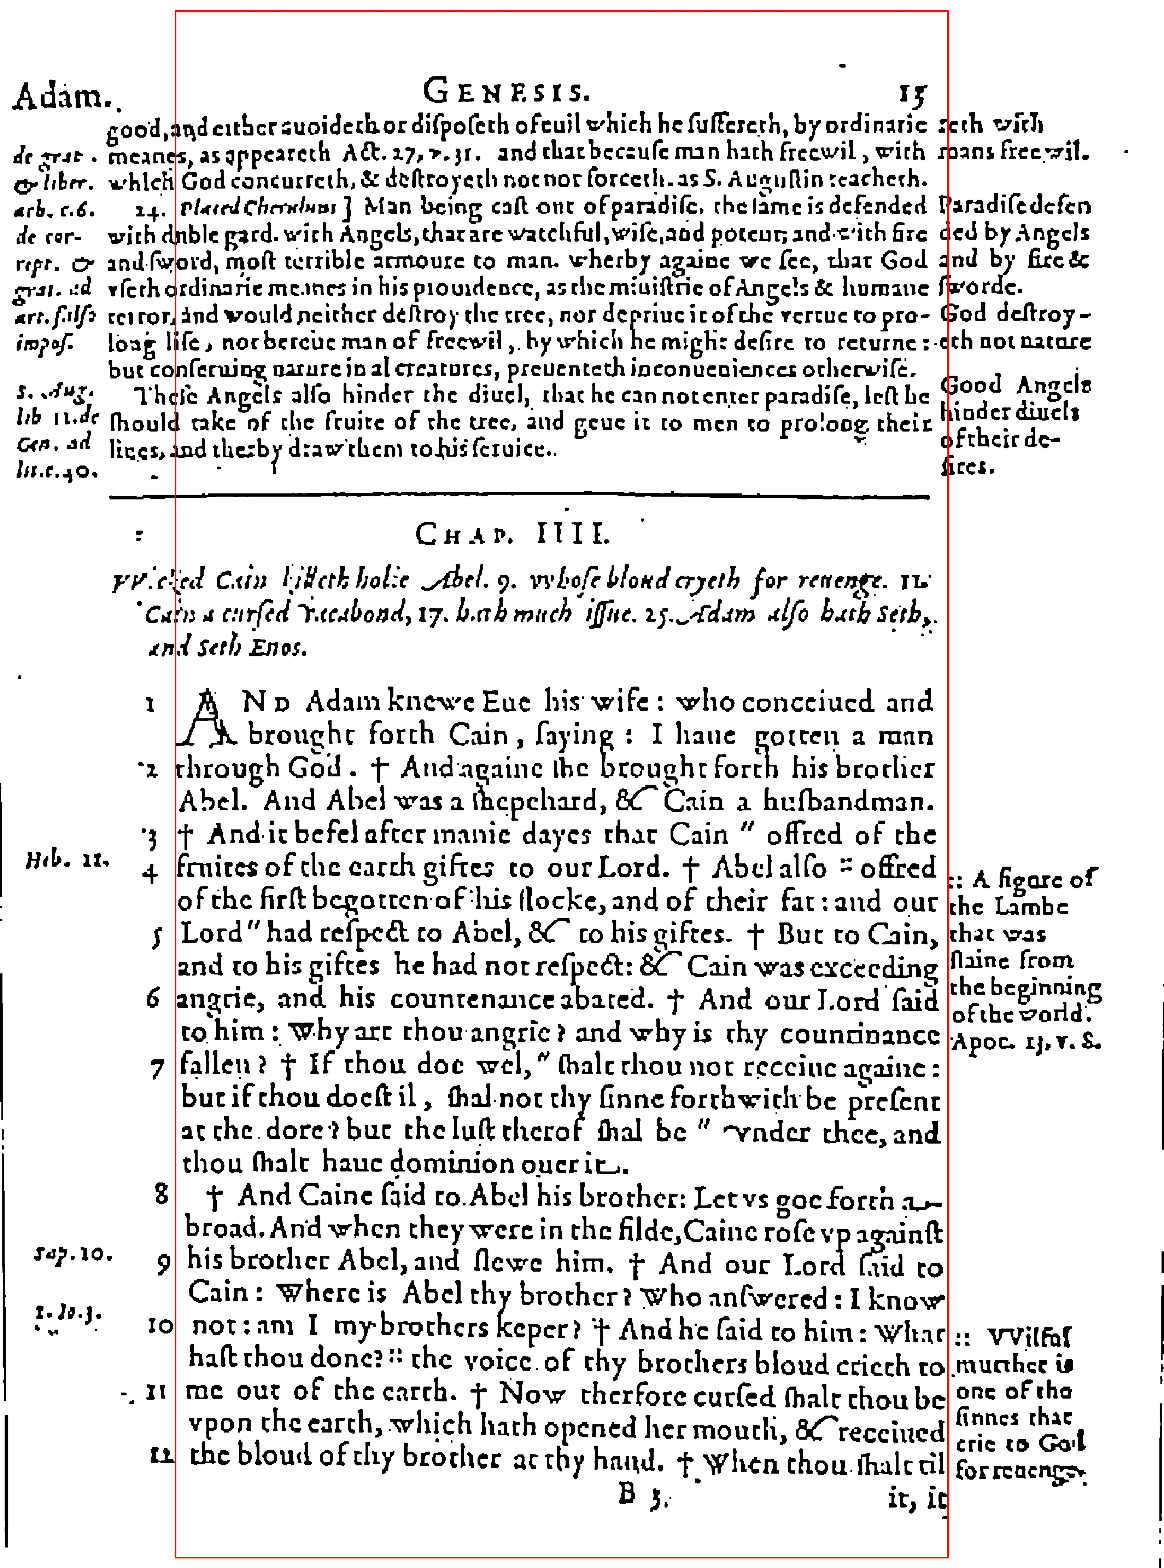 Adam. GENESIS. 15
good, and either auoideth or disposeth of euil which he suffereth, by ordinarie
meanes, as appeareth Act. 27, v. 31. and that because man hath freewil, with
which God concurreth, & destroyeth not nor forceth. as S. Augustin teacheth.
24. Placed Cherubins] Man being cast out of paradise, the same is defended
with duble gard. with Angels, that are watchful, wise, and potent; and with fire
and sword, most terrible armoure to man. wherby againe we see, that God
vseth ordinarie meanes in his prouidence, as the ministrie of Angels & humane
terror, and would neither destroy the tree, nor depriue it of the vertue to pro-
long life, nor bereue man of freewil, by which he might desire to returne:
but conseruing nature in al creatures, preuenteth inconueniences otherwise.
These Angels also hinder the diuel, that he can not enter paradise, lest he
should take of the fruite of the tree, and geue it to men to prolong their
liues, and therby draw them to his seruice.
de grat.
& liber.
arb. c. 6.
de cor-
rept. &
grat. ad
art. falso
impos.
S. Aug.
lib 11. de
Gen. ad
lit. c. 40.
with
mans freewil.
Paradise defen
ded by Angels
and by fire &
sworde.
God destroy-
eth not nature
Good Angels
hinder diuels
of their de-
sires.
CHAP. IIII.
VVicked Cain killeth holie Abel. 9. whose bloud cryeth for reuenge. 11.
Cain a cursed vacabond, 17. hath much issue. 25. Adam also hath Seth,
and Seth Enos.
1 AND Adam knewe Eue his wife: who conceiued and
brought forth Cain, saying: I haue gotten a man
2 through God. † And againe she brought forth his brother
Abel. And Abel was a shepehard, & Cain a husbandman.
3 † And it befel after manie dayes that Cain " offred of the
4 fruites of the earth giftes to our Lord. † Abel also :: offred
of the first begotten of his flocke, and of their fat: and our
5 Lord " had respect to Abel, & to his giftes. † But to Cain,
and to his giftes he had not respect: & Cain was exceeding
6 angrie, and his countenance abated. † And our Lord said
to him: Why art thou angrie? and why is thy countinance
7 fallen? † If thou doe wel, " shalt thou not receiue againe:
but if thou doest il, shal not thy sinne forthwith be present
at the dore? but the lust therof shal be " vnder thee, and
thou shalt haue dominion ouer it.
8 † And Caine said to Abel his brother: Let vs goe forth a-
broad. And when they were in the filde, Caine rose vp against
9 his brother Abel, and slewe him. † And our Lord said to
Cain: Where is Abel thy brother? Who answered: I know
10 not: am I my brothers keper? † And he said to him: What
hast thou done? :: the voice of thy brothers bloud crieth to
11 me out of the earth. † Now therfore cursed shalt thou be
vpon the earth, which hath opened her mouth, & receiued
12 the bloud of thy brother at thy hand. † When thou shalt til
Heb. 11.
Sap. 10.
1. Io. 3.
:: A figure of
the Lambe
that was
slaine from
the beginning
of the world.
Apoc. 13, v. 8.
:: VVilful
murther is
one of the
sinnes that
crie to God
for reuenge.
B 3. it, it